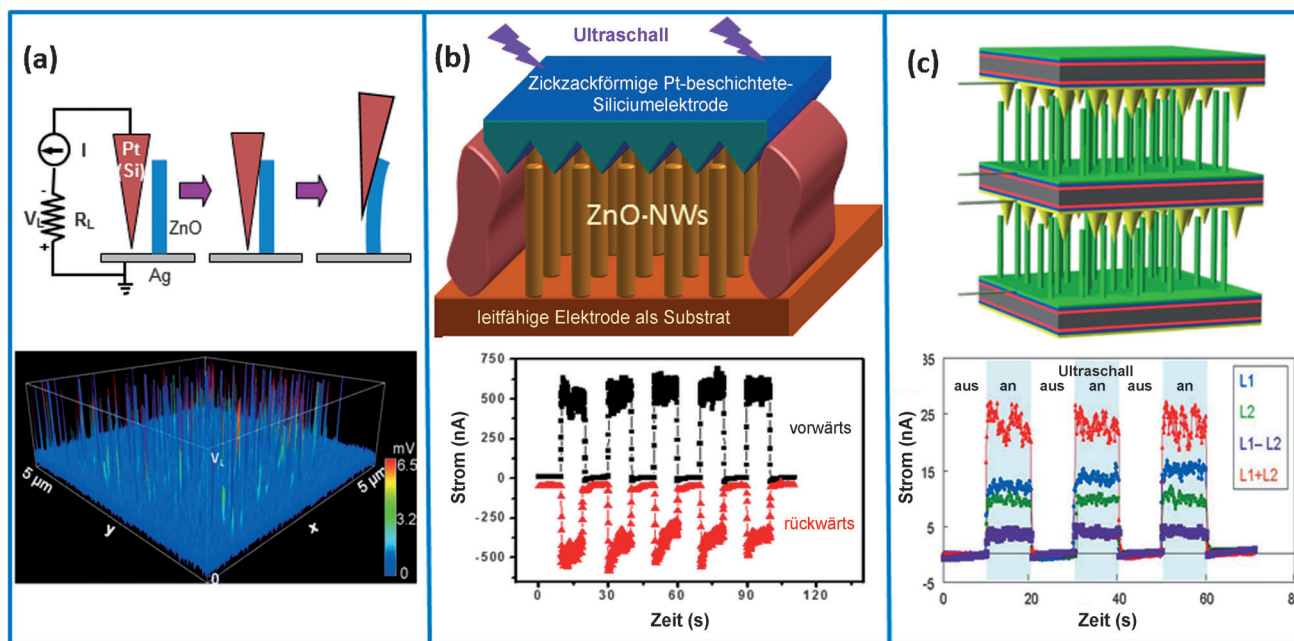 (a)
I
Pt
(Si)
-
V_L
R_L
+
ZnO
Ag
V_L
5 µm
5 µm
y
x
0
mV
6.5
3.2
0
(b)
Ultraschall
Zickzackförmige Pt-beschichtete-
Siliciumelektrode
ZnO-NWs
leitfähige Elektrode als Substrat
750
500
250
0
-250
-500
Strom (nA)
vorwärts
rückwärts
0 30 60 90 120
Zeit (s)
(c)
35
25
15
5
-5
Strom (nA)
Ultraschall
aus an aus an aus an
L1
L2
L1– L2
L1+L2
0 20 40 60
Zeit (s)